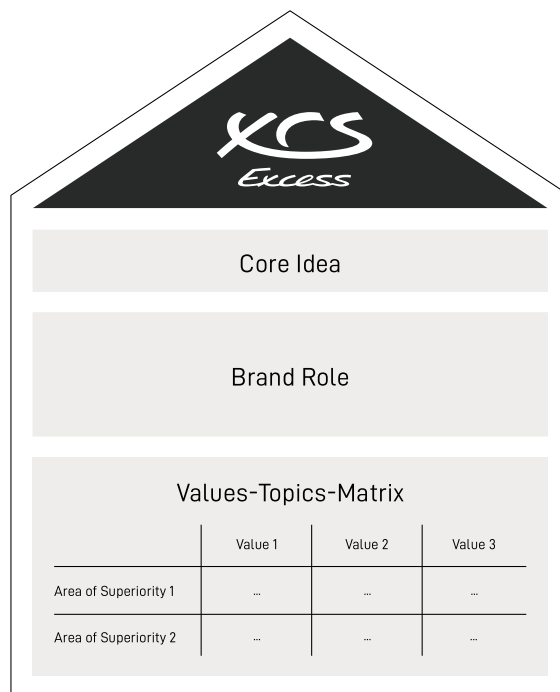 XCS
Excess
Core Idea
Brand Role
Values-Topics-Matrix
Value 1 Value 2 Value 3
Area of Superiority 1 ... ... ...
Area of Superiority 2 ... ... ...